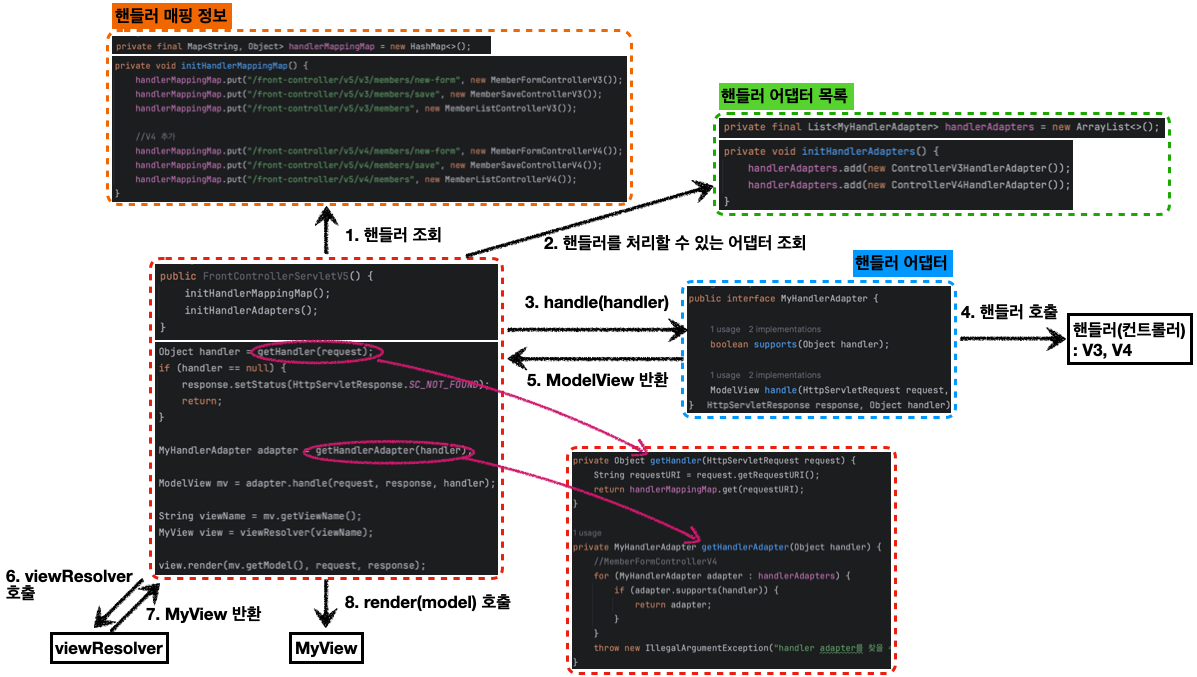 핸들러 매핑 정보
private final Map<String, Object> handlerMappingMap = new HashMap<>();
private void initHandlerMappingMap() {
handlerMappingMap.put("/front-controller/v5/v3/members/new-form", new MemberFormControllerV3());
handlerMappingMap.put("/front-controller/v5/v3/members/save", new MemberSaveControllerV3());
handlerMappingMap.put("/front-controller/v5/v3/members", new MemberListControllerV3());
//V4 추가
handlerMappingMap.put("/front-controller/v5/v4/members/new-form", new MemberFormControllerV4());
handlerMappingMap.put("/front-controller/v5/v4/members/save", new MemberSaveControllerV4());
handlerMappingMap.put("/front-controller/v5/v4/members", new MemberListControllerV4());
}
핸들러 어댑터 목록
private final List<MyHandlerAdapter> handlerAdapters = new ArrayList<>();
private void initHandlerAdapters() {
handlerAdapters.add(new ControllerV3HandlerAdapter());
handlerAdapters.add(new ControllerV4HandlerAdapter());
}
1. 핸들러 조회
2. 핸들러를 처리할 수 있는 어댑터 조회
public FrontControllerServletV5() {
initHandlerMappingMap();
initHandlerAdapters();
}
Object handler = getHandler(request);
if (handler == null) {
response.setStatus(HttpServletResponse.SC_NOT_FOUND);
return;
}
MyHandlerAdapter adapter = getHandlerAdapter(handler);
ModelView mv = adapter.handle(request, response, handler);
String viewName = mv.getViewName();
MyView view = viewResolver(viewName);
view.render(mv.getModel(), request, response);
3. handle(handler)
5. ModelView 반환
핸들러 어댑터
public interface MyHandlerAdapter {
1 usage 2 implementations
boolean supports(Object handler);
1 usage 2 implementations
ModelView handle(HttpServletRequest request,
} HttpServletResponse response, Object handler)
4. 핸들러 호출
핸들러(컨트롤러)
: V3, V4
private Object getHandler(HttpServletRequest request) {
String requestURI = request.getRequestURI();
return handlerMappingMap.get(requestURI);
}
1 usage
private MyHandlerAdapter getHandlerAdapter(Object handler) {
//MemberFormControllerV4
for (MyHandlerAdapter adapter : handlerAdapters) {
if (adapter.supports(handler)) {
return adapter;
}
}
throw new IllegalArgumentException("handler adapter를 찾을
}
6. viewResolver
호출
7. MyView 반환
8. render(model) 호출
viewResolver
MyView